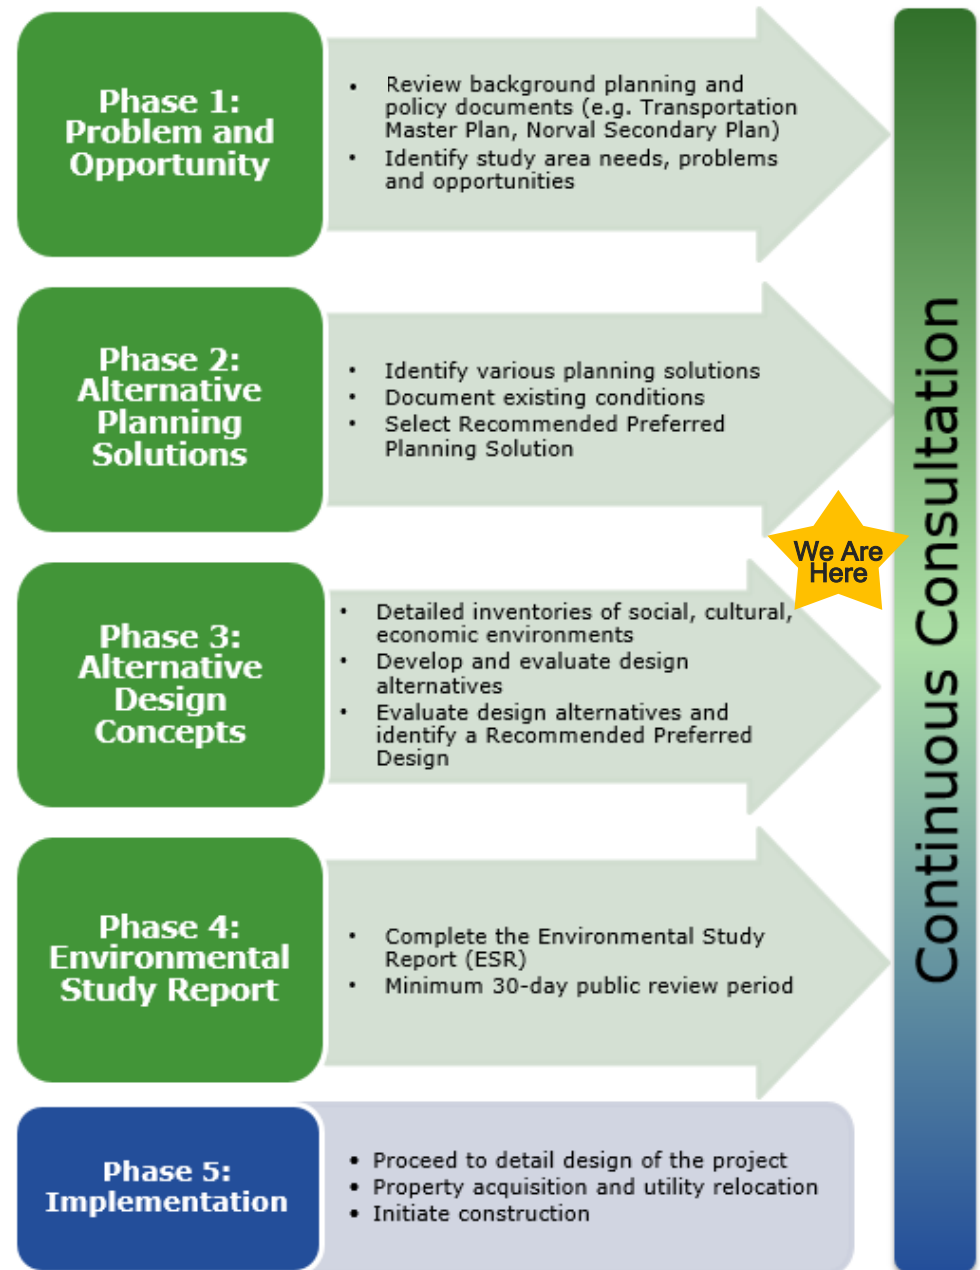 Phase 1:
Problem and
Opportunity
• Review background planning and
policy documents (e.g. Transportation
Master Plan, Norval Secondary Plan)
• Identify study area needs, problems
and opportunities
Phase 2:
Alternative
Planning
Solutions
• Identify various planning solutions
• Document existing conditions
• Select Recommended Preferred
Planning Solution
We Are
Here
Phase 3:
Alternative
Design
Concepts
• Detailed inventories of social, cultural,
economic environments
• Develop and evaluate design
alternatives
• Evaluate design alternatives and
identify a Recommended Preferred
Design
Phase 4:
Environmental
Study Report
• Complete the Environmental Study
Report (ESR)
• Minimum 30-day public review period
Phase 5:
Implementation
• Proceed to detail design of the project
• Property acquisition and utility relocation
• Initiate construction
Continuous Consultation